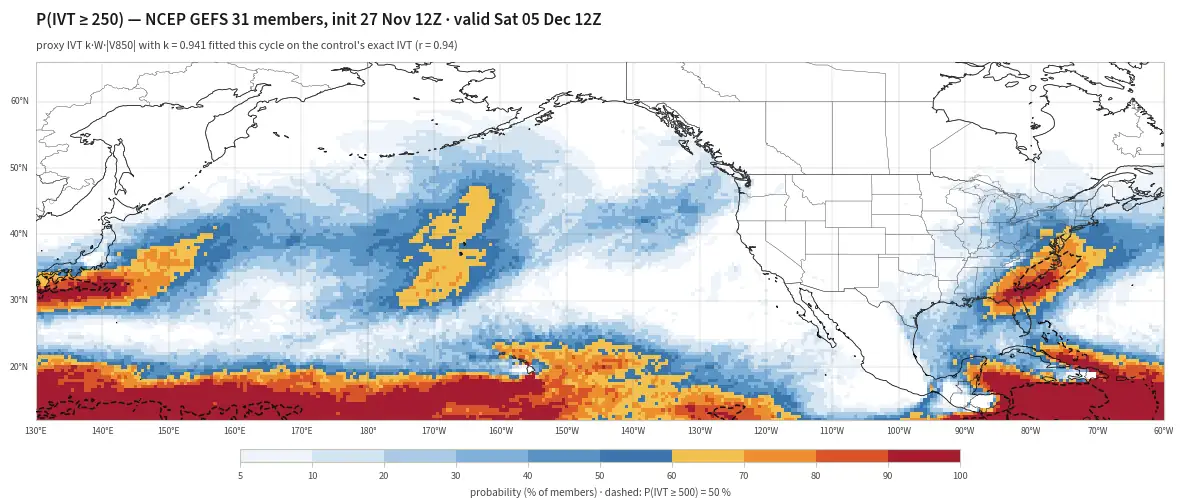 P(IVT ≥ 250) — NCEP GEFS 31 members, init 27 Nov 12Z · valid Sat 05 Dec 12Z
proxy IVT k·W·|V850| with k = 0.941 fitted this cycle on the control's exact IVT (r = 0.94)
60°N
50°N
40°N
30°N
20°N
130°E 140°E 150°E 160°E 170°E 180° 170°W 160°W 150°W 140°W 130°W 120°W 110°W 100°W 90°W 80°W 70°W 60°W
5 10 20 30 40 50 60 70 80 90 100
probability (% of members) · dashed: P(IVT ≥ 500) = 50 %